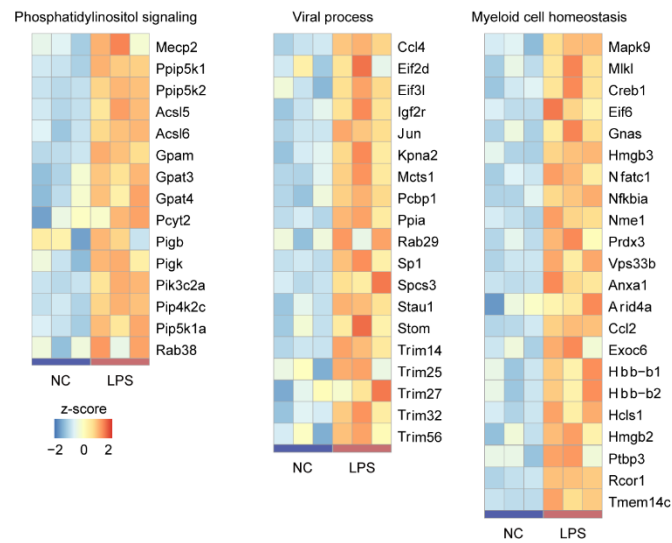 Phosphatidylinositol signaling
Mecp2
Ppip5k1
Ppip5k2
Acsl5
Acsl6
Gpam
Gpat3
Gpat4
Pcyt2
Pigb
Pigk
Pik3c2a
Pip4k2c
Pip5k1a
Rab38
NC LPS
z-score
−2 0 2
Viral process
Ccl4
Eif2d
Eif3l
Igf2r
Jun
Kpna2
Mcts1
Pcbp1
Ppia
Rab29
Sp1
Spcs3
Stau1
Stom
Trim14
Trim25
Trim27
Trim32
Trim56
NC LPS
Myeloid cell homeostasis
Mapk9
Mlkl
Creb1
Eif6
Gnas
Hmgb3
Nfatc1
Nfkbia
Nme1
Prdx3
Vps33b
Anxa1
Arid4a
Ccl2
Exoc6
Hbb-b1
Hbb-b2
Hcls1
Hmgb2
Ptbp3
Rcor1
Tmem14c
NC LPS